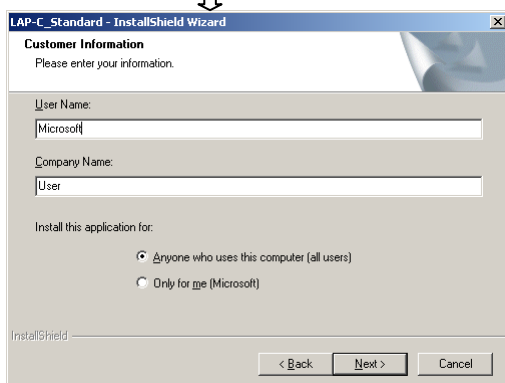 LAP-C_Standard - InstallShield Wizard
Customer Information
Please enter your information.
User Name:
Microsoft
Company Name:
User
Install this application for:
Anyone who uses this computer (all users)
Only for me (Microsoft)
InstallShield
< Back Next > Cancel